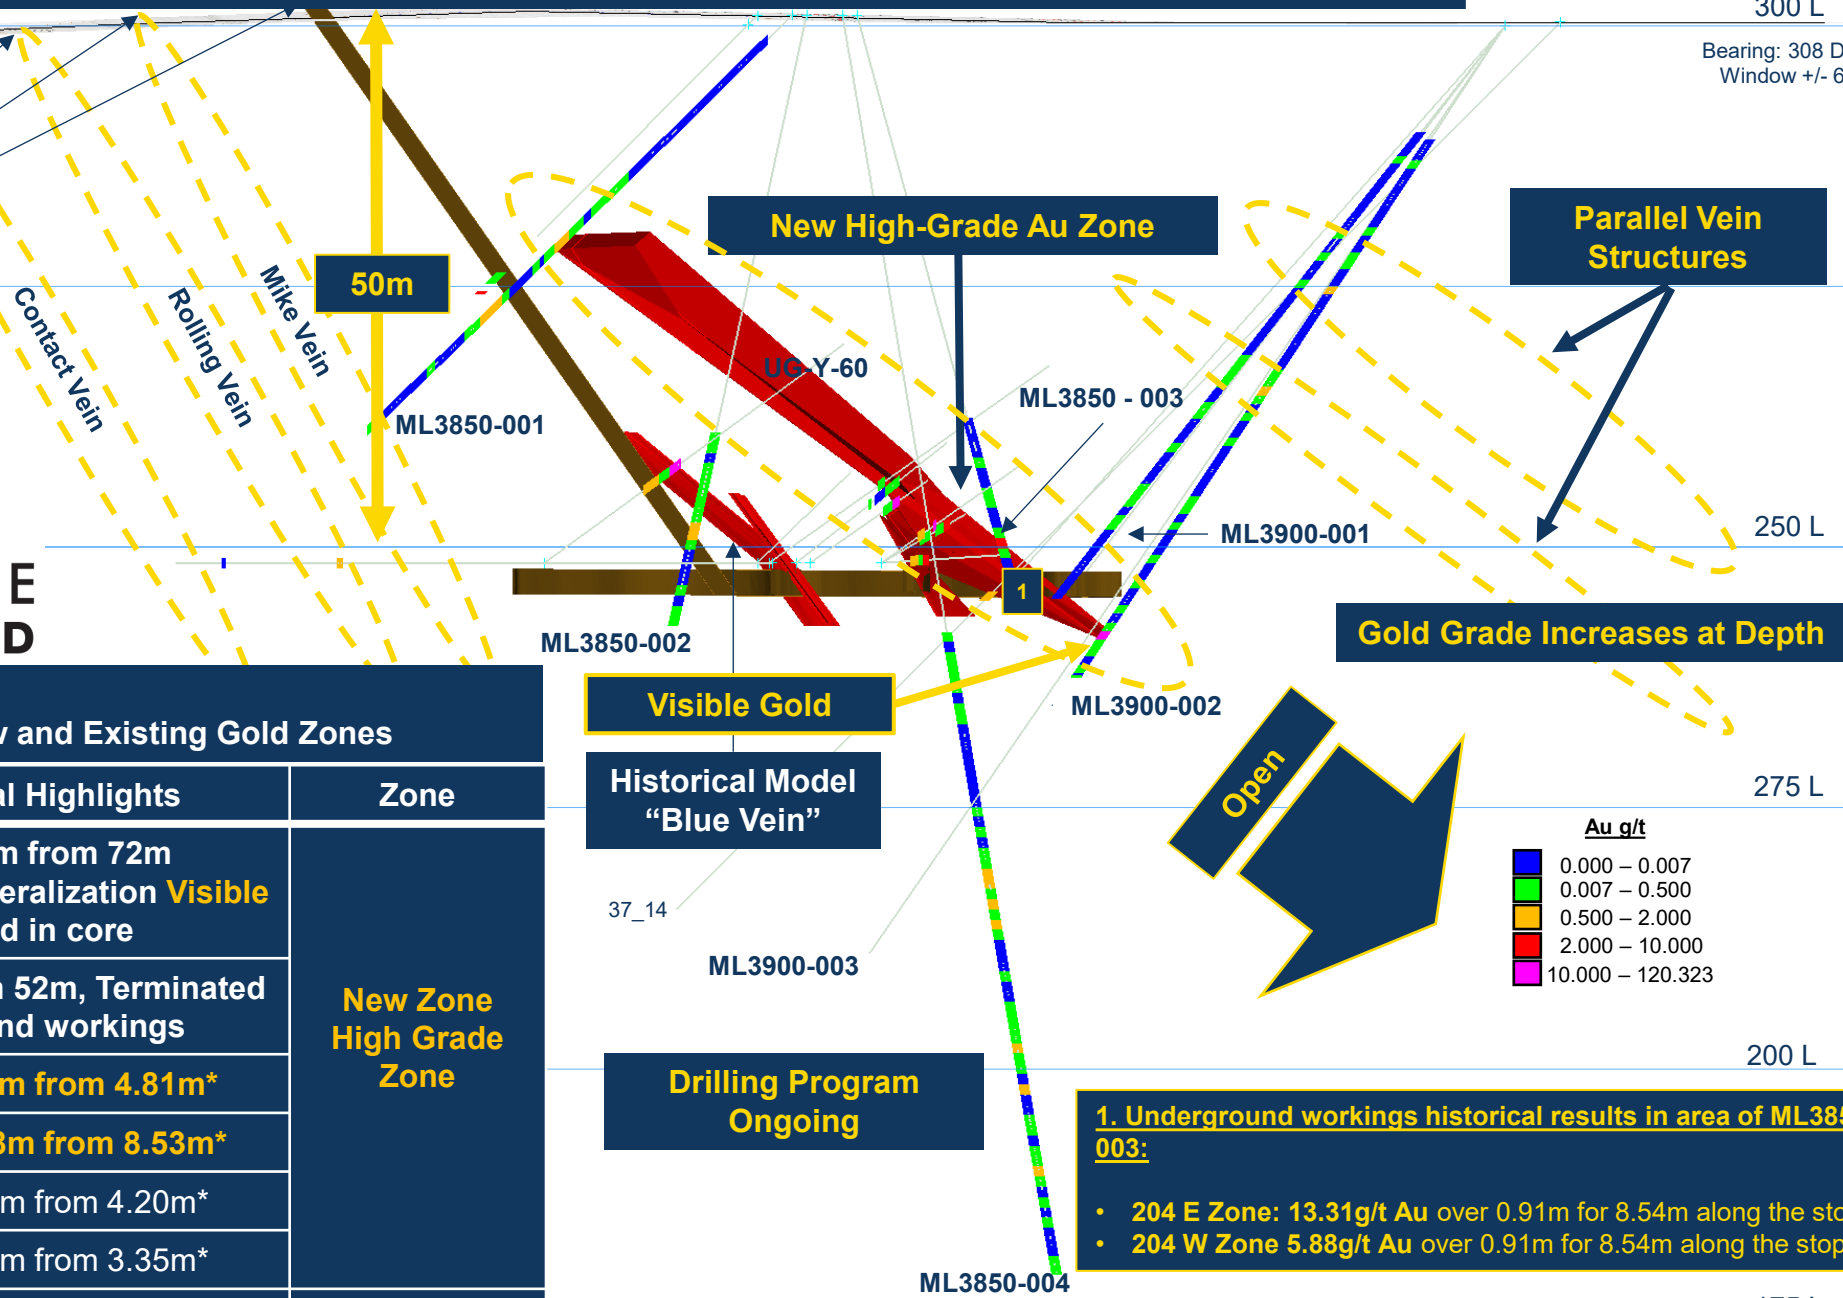 300 L
Bearing: 308 D
Window +/- 6
New High-Grade Au Zone
Parallel Vein
Structures
50m
Contact Vein
Rolling Vein
Mike Vein
UG-Y-60
ML3850 - 003
ML3850-001
ML3900-001
250 L
1
E
D
ML3850-002
Gold Grade Increases at Depth
Visible Gold
ML3900-002
Historical Model
“Blue Vein”
Open
275 L
and Existing Gold Zones
Highlights
Zone
m from 72m
Visible
in core
52m, Terminated
workings
m from 4.81m*
m from 8.53m*
m from 4.20m*
m from 3.35m*
New Zone
High Grade
Zone
37_14
ML3900-003
Au g/t
0.000 – 0.007
0.007 – 0.500
0.500 – 2.000
2.000 – 10.000
10.000 – 120.323
200 L
Drilling Program
Ongoing
1. Underground workings historical results in area of ML385
003:
• 204 E Zone: 13.31g/t Au over 0.91m for 8.54m along the sto
• 204 W Zone 5.88g/t Au over 0.91m for 8.54m along the stop
ML3850-004